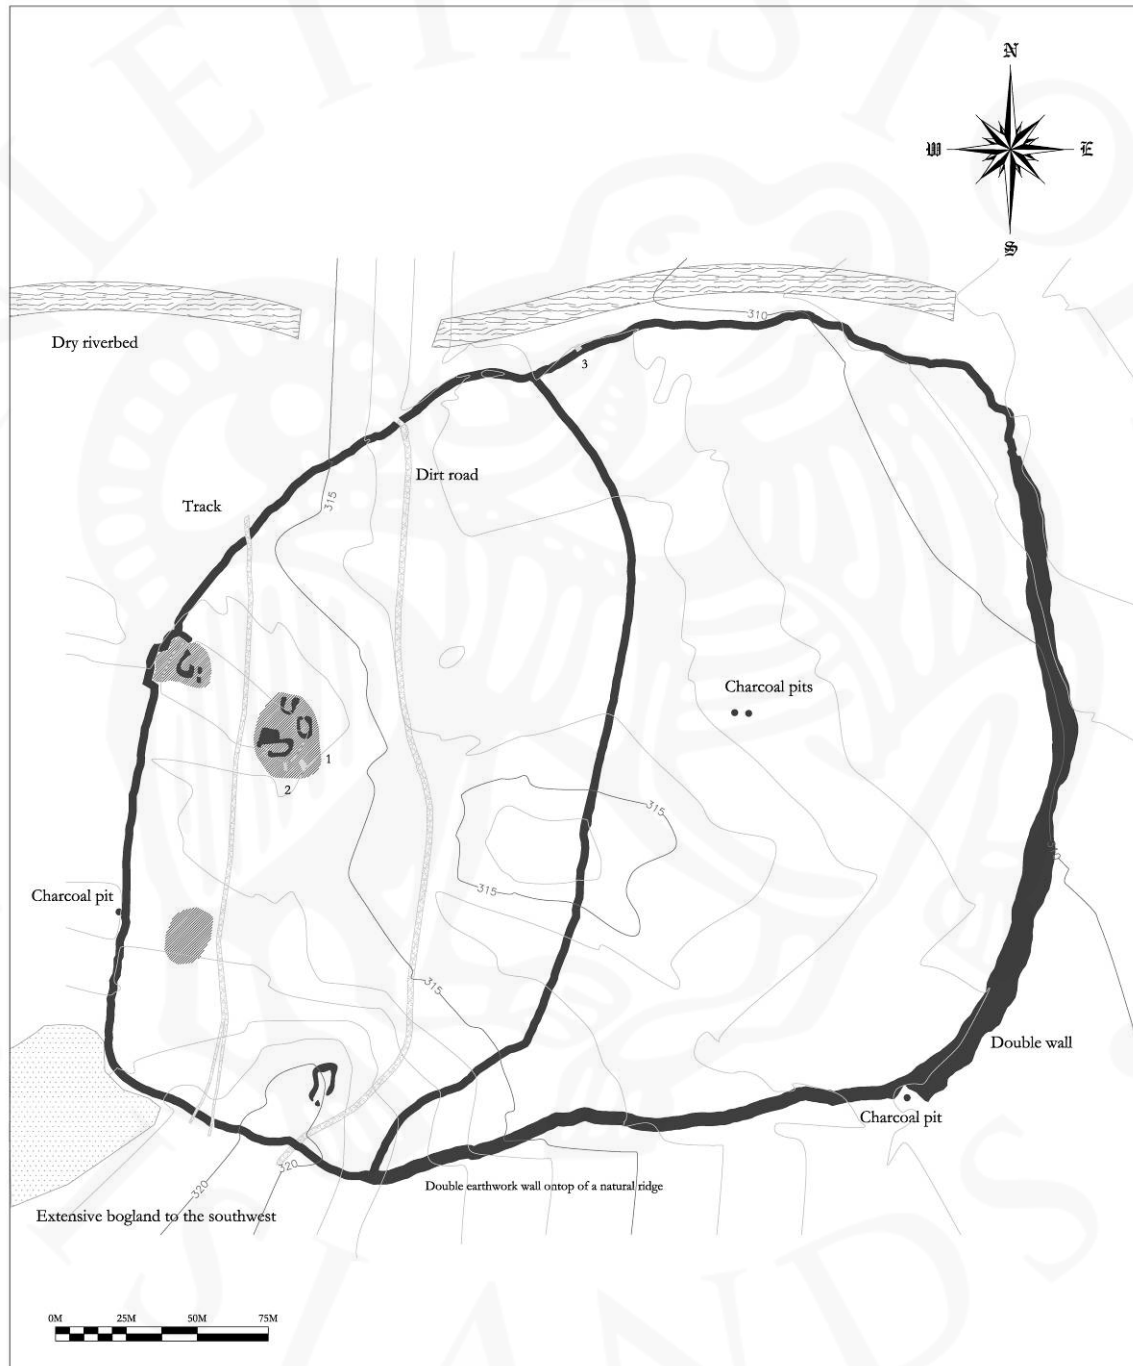 N
W E
S
310
Dry riverbed
3
Dirt road
315
Track
Charcoal pits
1
2
315
310
315
Charcoal pit
315
Double wall
Charcoal pit
320
320
Double earthwork wall ontop of a natural ridge
Extensive bogland to the southwest
0M 25M 50M 75M